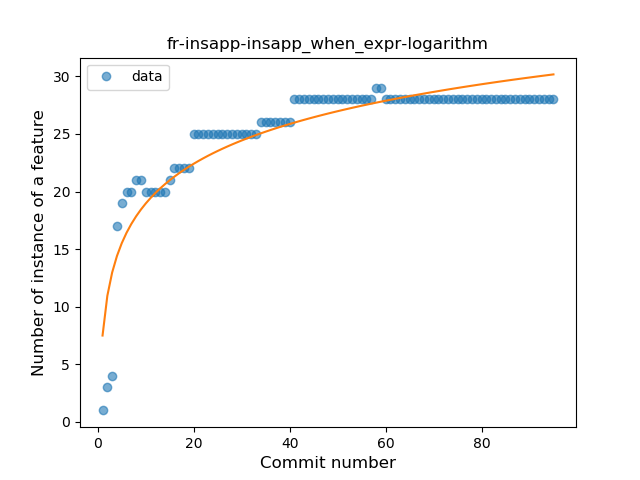 fr-insapp-insapp_when_expr-logarithm
data
Number of instance of a feature
30
25
20
15
10
5
0
0 20 40 60 80
Commit number